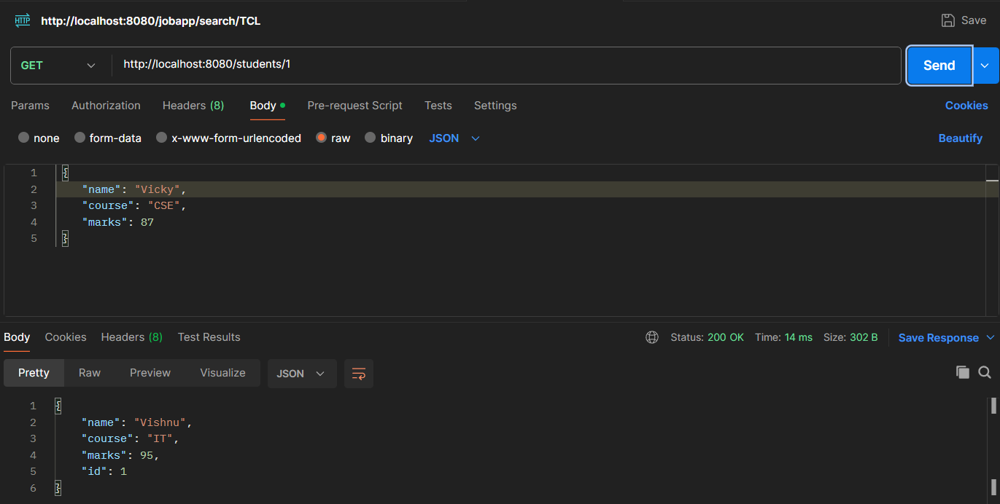 HTTP http://localhost:8080/jobapp/search/TCL Save
GET http://localhost:8080/students/1 Send
Params Authorization Headers (8) Body Pre-request Script Tests Settings Cookies
none form-data x-www-form-urlencoded raw binary JSON Beautify
1 {
2 "name": "Vicky",
3 "course": "CSE",
4 "marks": 87
5 }
Body Cookies Headers (8) Test Results Status: 200 OK Time: 14 ms Size: 302 B Save Response
Pretty Raw Preview Visualize JSON
1 {
2 "name": "Vishnu",
3 "course": "IT",
4 "marks": 95,
5 "id": 1
6 }